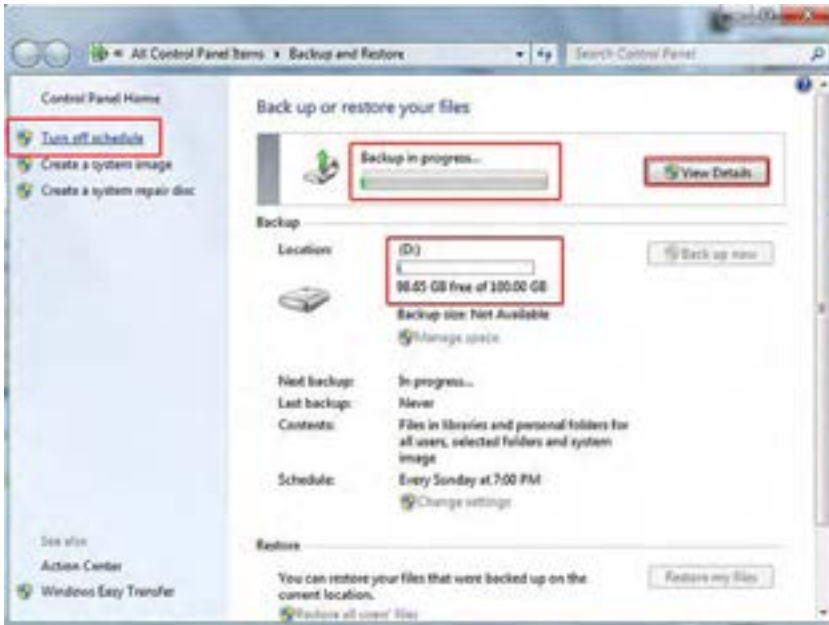 All Control Panel Items
Backup and Restore
Search Control Panel
Control Panel Home
Turn off schedule
Create a system image
Create a system repair disc
Back up or restore your files
Backup in progress...
View Details
Backup
Location:
(D:)
98.65 GB free of 100.00 GB
Back up now
Backup size: Not Available
Manage space
Next backup:
In progress...
Last backup:
Never
Contents:
Files in libraries and personal folders for
all users, selected folders and system
image
Schedule:
Every Sunday at 7:00 PM
Change settings
See also
Action Center
Windows Easy Transfer
Restore
You can restore your files that were backed up on the
current location.
Restore my files
Restore all users' files